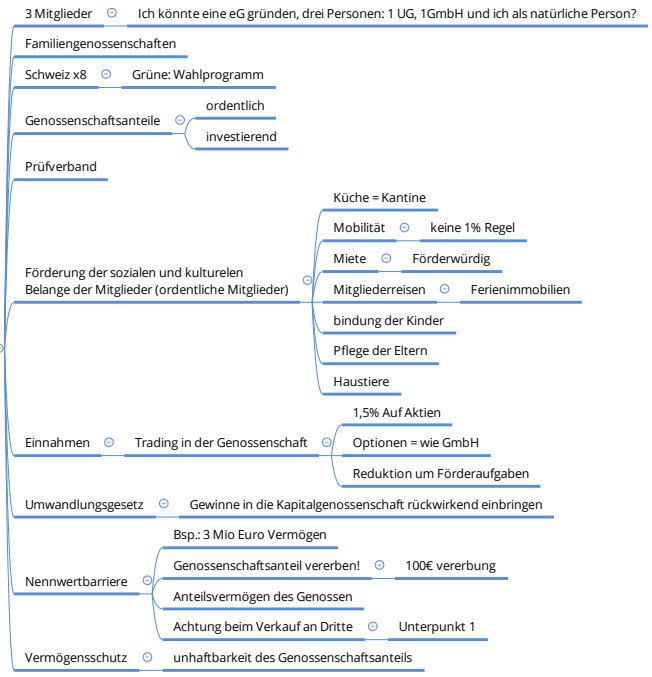 3 Mitglieder
Ich könnte eine eG gründen, drei Personen: 1 UG, 1GmbH und ich als natürliche Person?
Familiengenossenschaften
Schweiz x8
Grüne: Wahlprogramm
Genossenschaftsanteile
ordentlich
investierend
Prüfverband
Förderung der sozialen und kulturellen
Belange der Mitglieder (ordentliche Mitglieder)
Küche = Kantine
Mobilität
keine 1% Regel
Miete
Förderwürdig
Mitgliederreisen
Ferienimmobilien
bindung der Kinder
Pflege der Eltern
Haustiere
Einnahmen
Trading in der Genossenschaft
1,5% Auf Aktien
Optionen = wie GmbH
Reduktion um Förderaufgaben
Umwandlungsgesetz
Gewinne in die Kapitalgenossenschaft rückwirkend einbringen
Nennwertbarriere
Bsp.: 3 Mio Euro Vermögen
Genossenschaftsanteil vererben!
100€ vererbung
Anteilsvermögen des Genossen
Achtung beim Verkauf an Dritte
Unterpunkt 1
Vermögensschutz
unhaftbarkeit des Genossenschaftsanteils